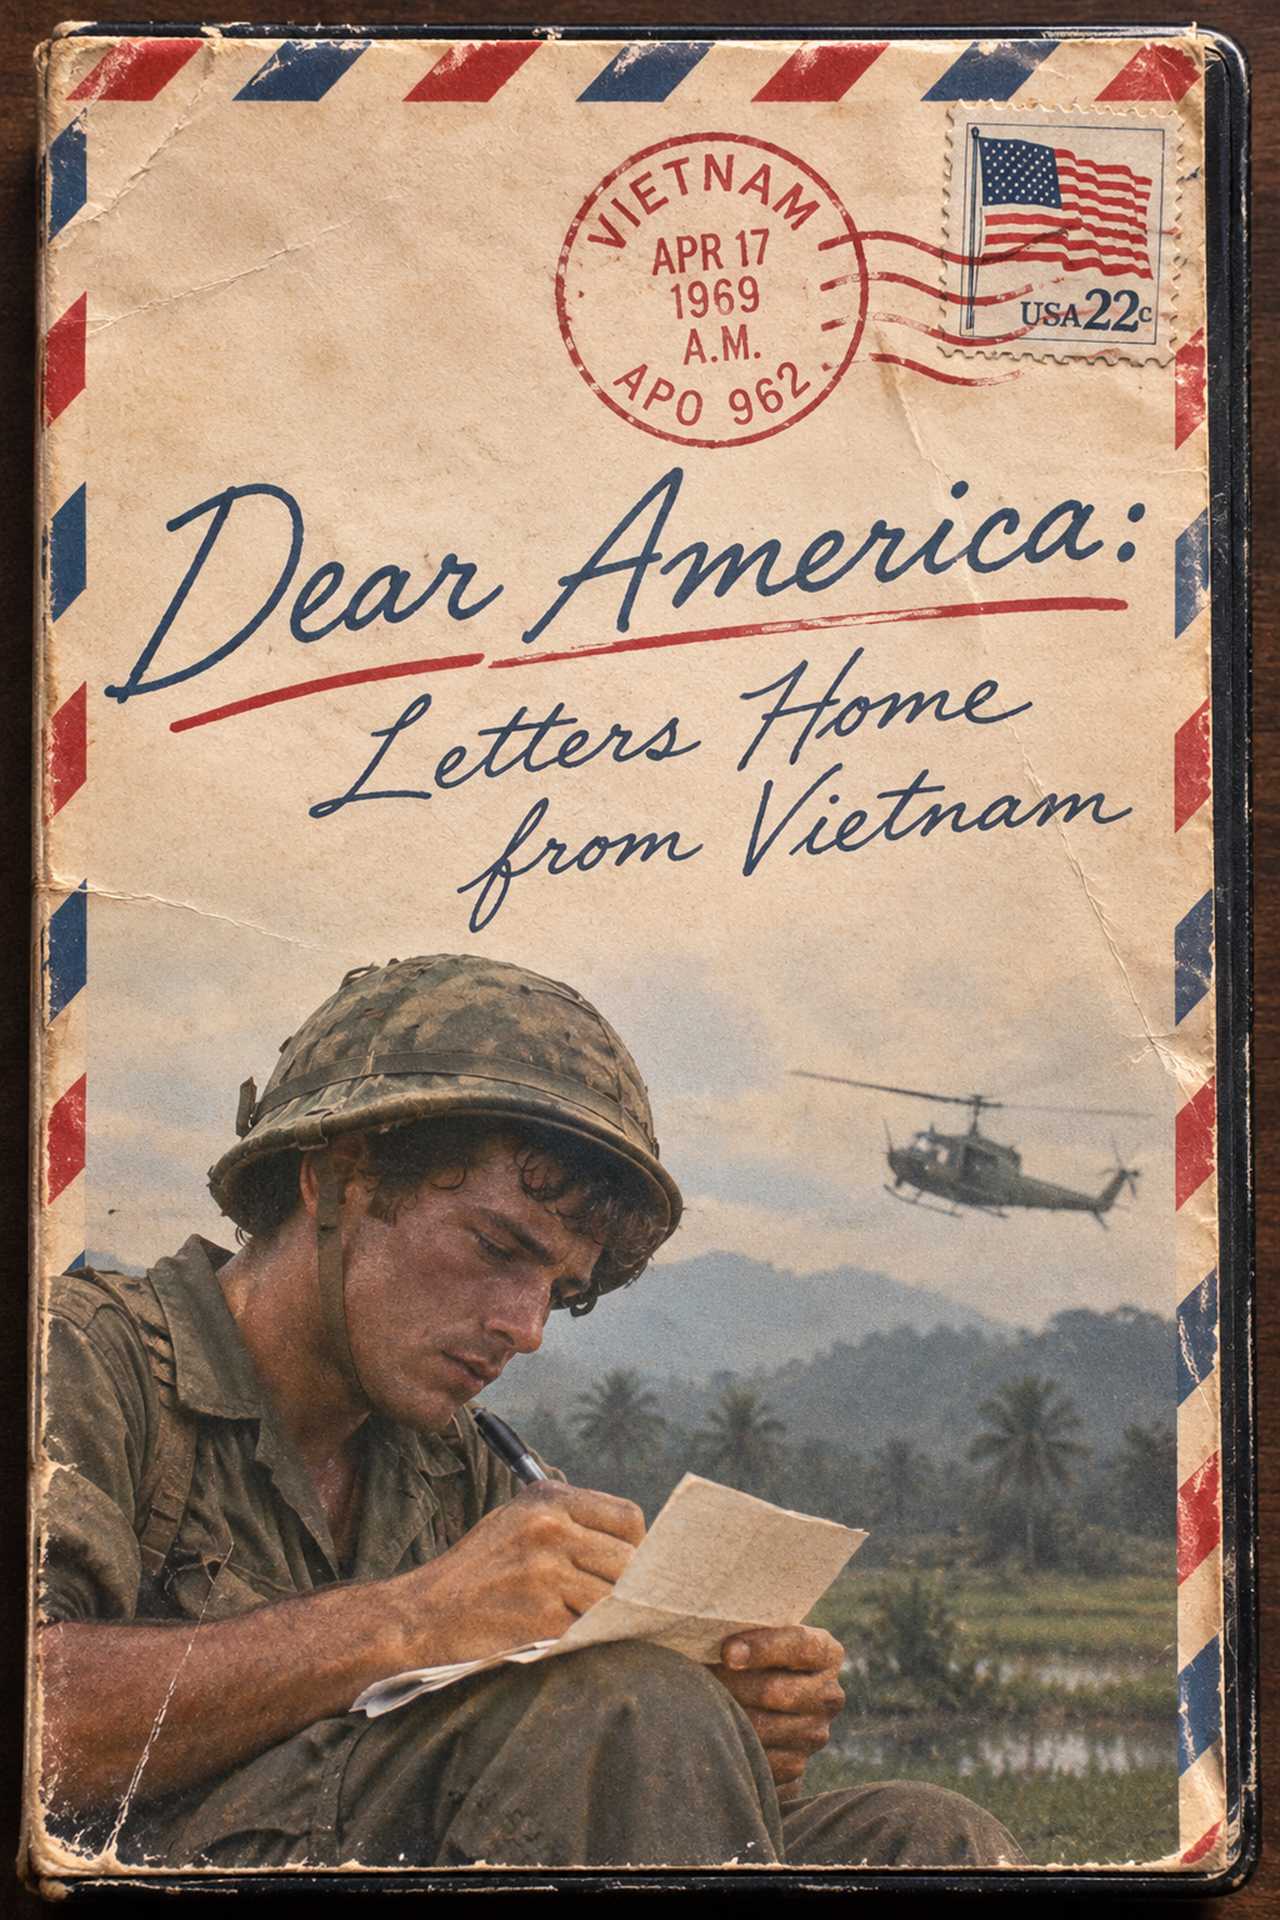 VIETNAM
APR 17
1969
A.M.
APO 962
USA 22c
Dear America:
Letters Home
from Vietnam